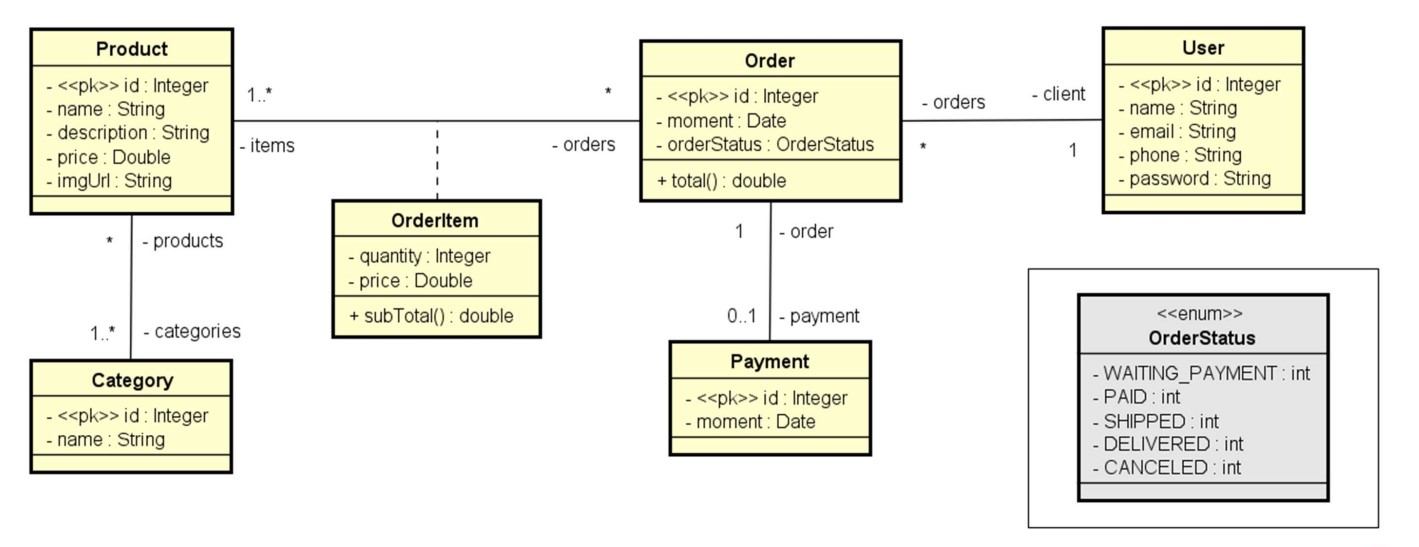 Product
- <<pk>> id : Integer
- name : String
- description : String
- price : Double
- imgUrl : String
1..*
- items
*
- orders
Order
- <<pk>> id : Integer
- moment : Date
- orderStatus : OrderStatus
+ total() : double
- orders
*
- client
1
User
- <<pk>> id : Integer
- name : String
- email : String
- phone : String
- password : String
OrderItem
- quantity : Integer
- price : Double
+ subTotal() : double
* - products
1..* - categories
Category
- <<pk>> id : Integer
- name : String
1 - order
0..1 - payment
Payment
- <<pk>> id : Integer
- moment : Date
<<enum>>
OrderStatus
- WAITING_PAYMENT : int
- PAID : int
- SHIPPED : int
- DELIVERED : int
- CANCELED : int